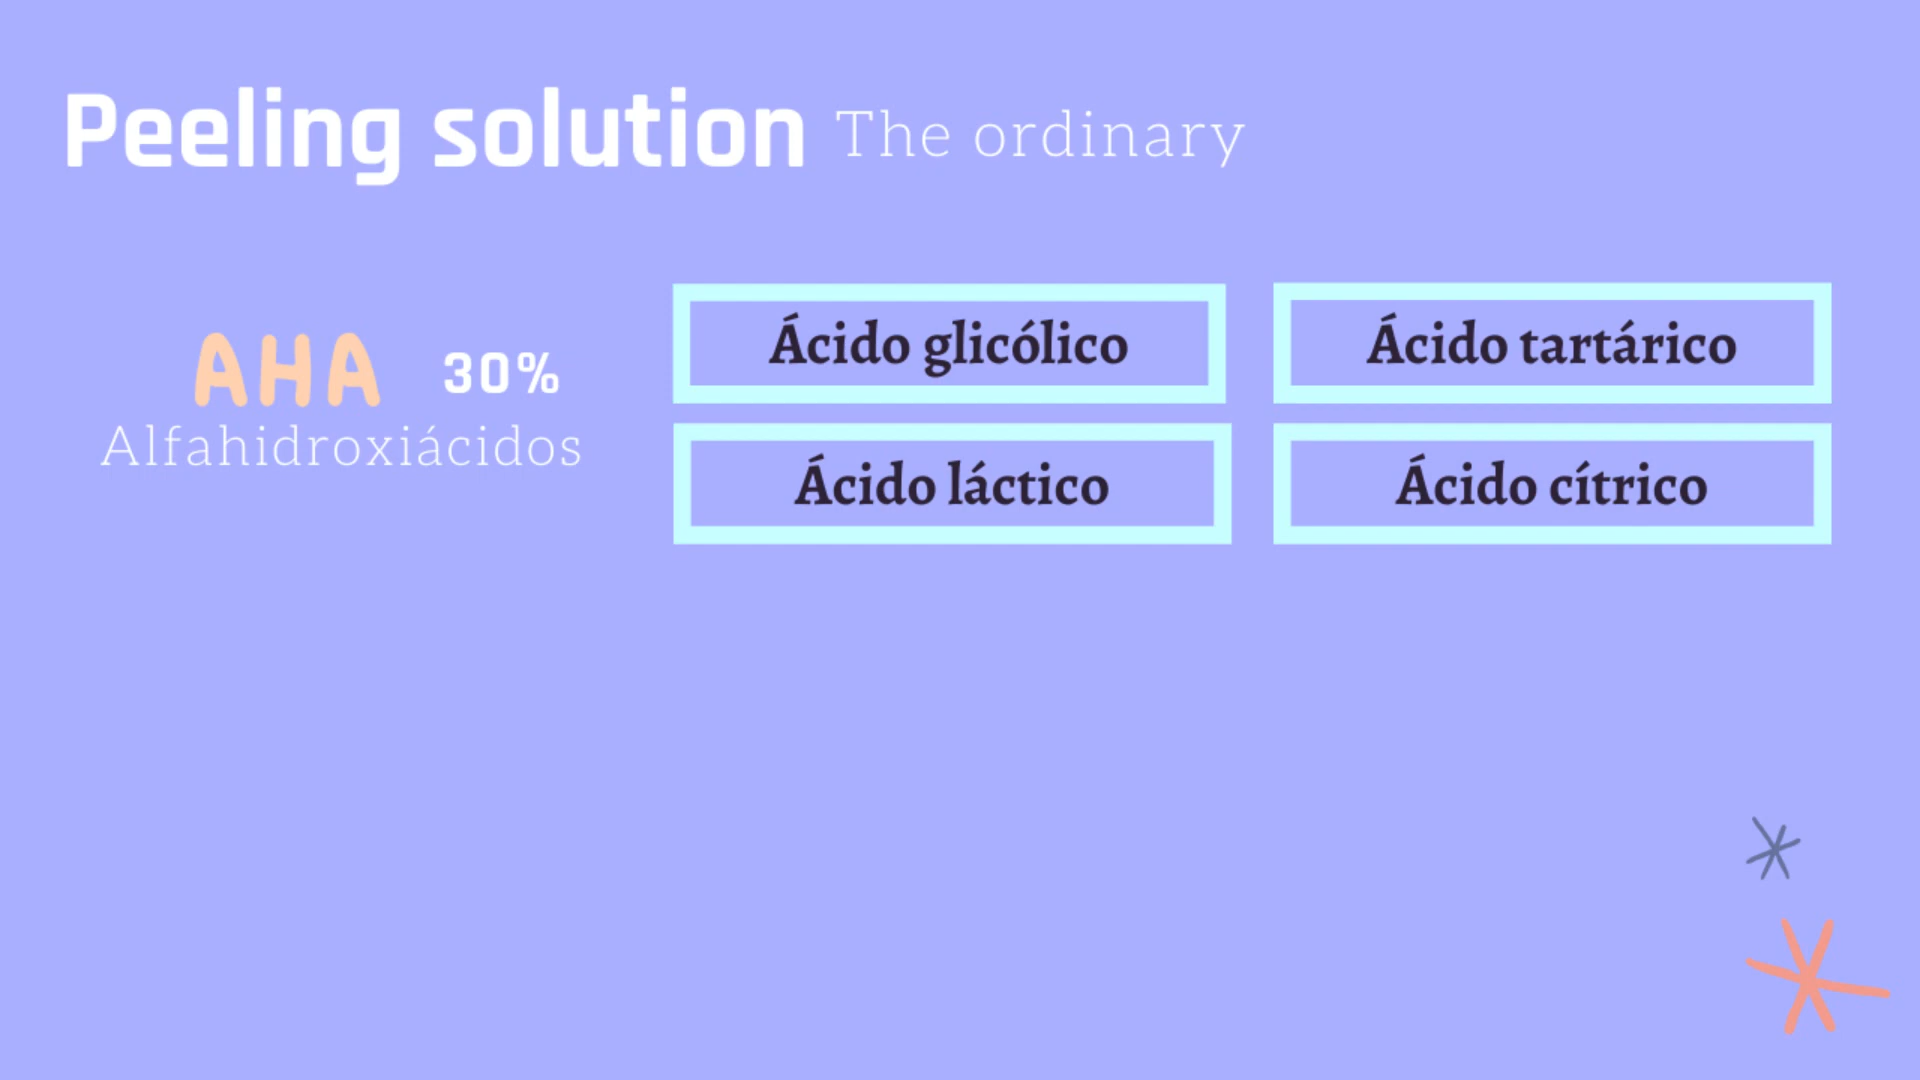 Peeling solution The ordinary
AHA 30%
Alfahidroxiácidos
Ácido glicólico
Ácido tartárico
Ácido láctico
Ácido cítrico